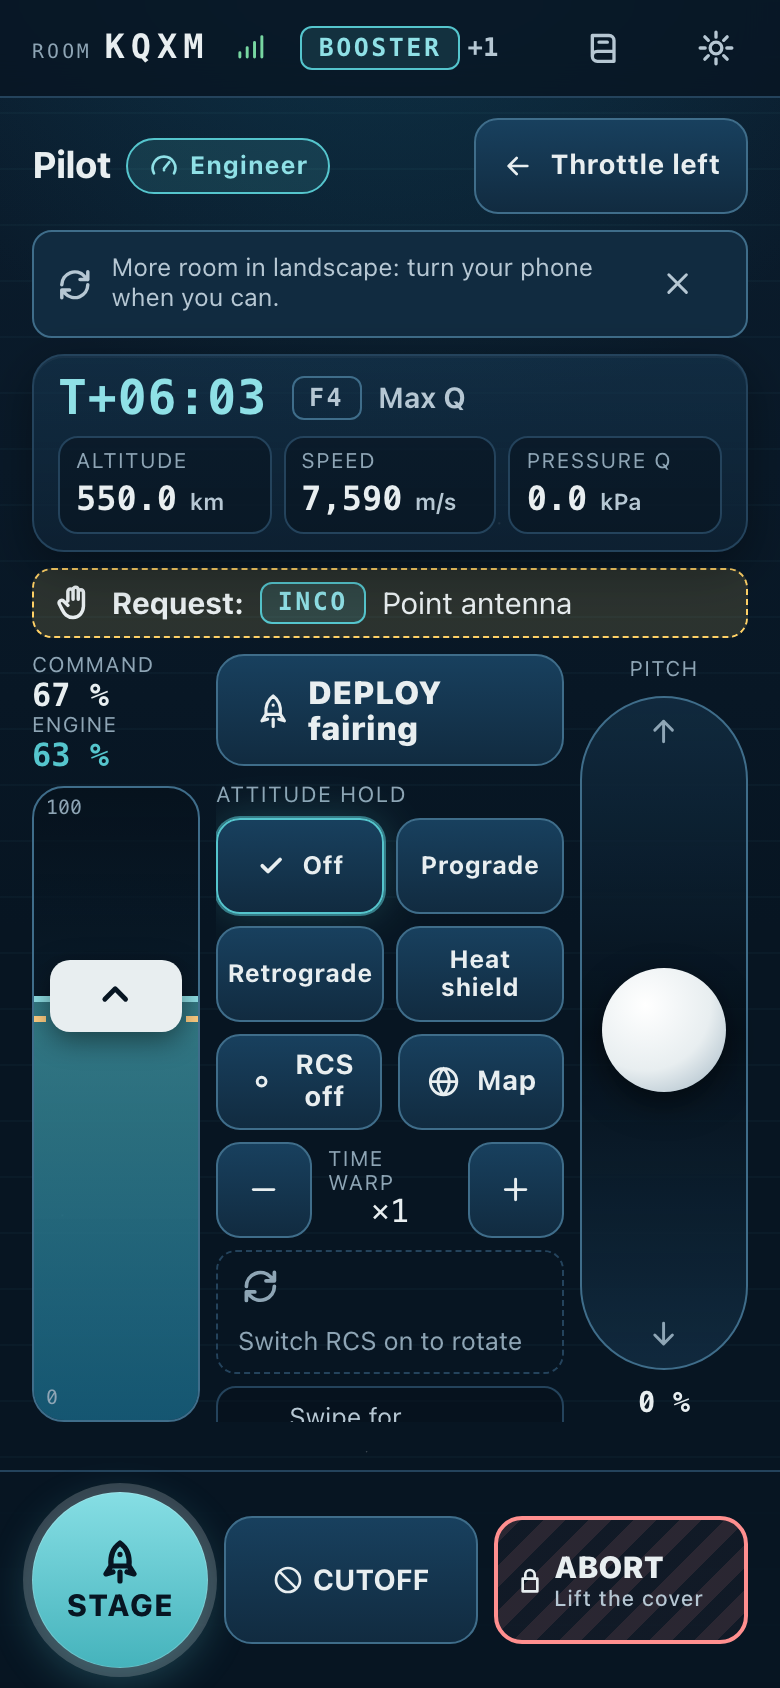 ROOM KQXM BOOSTER +1
Pilot Engineer Throttle left
More room in landscape: turn your phone
when you can.
T+06:03 F4 Max Q
ALTITUDE SPEED PRESSURE Q
550.0 km 7,590 m/s 0.0 kPa
Request: INCO Point antenna
COMMAND
67 %
ENGINE
63 %
100
0
DEPLOY
fairing
ATTITUDE HOLD
Off Prograde
Retrograde Heat
shield
RCS
off
Map
TIME
WARP
×1
Switch RCS on to rotate
Swipe for
PITCH
0 %
STAGE
CUTOFF
ABORT
Lift the cover